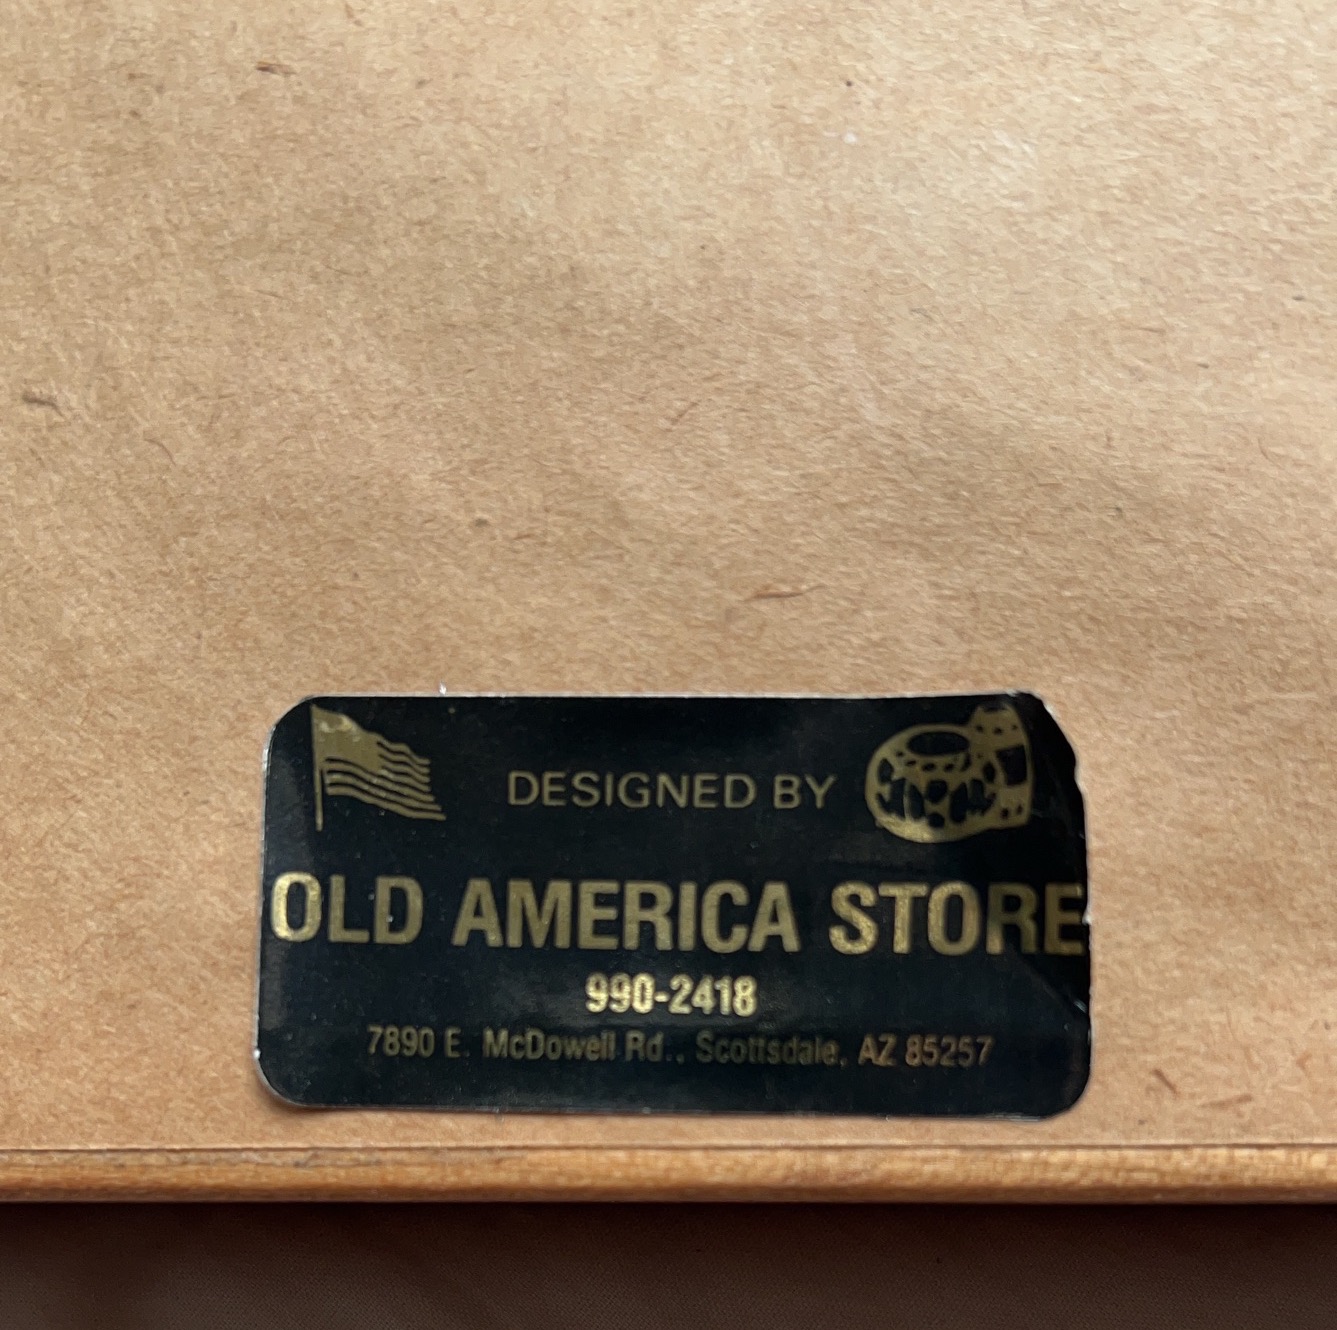 DESIGNED BY
OLD AMERICA STORE
990-2418
7890 E. McDowell Rd., Scottsdale, AZ 85257